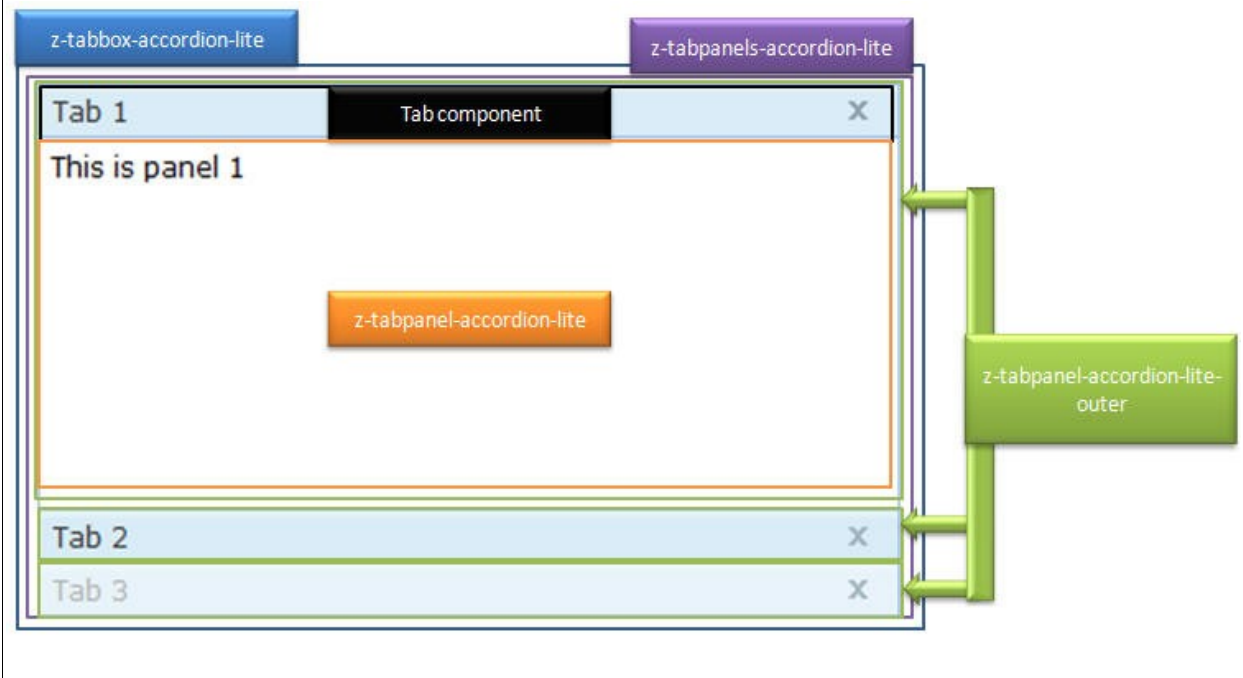 z-tabbox-accordion-lite
z-tabpanels-accordion-lite
Tab 1
Tab component
x
This is panel 1
z-tabpanel-accordion-lite
z-tabpanel-accordion-lite-
outer
Tab 2
x
Tab 3
x